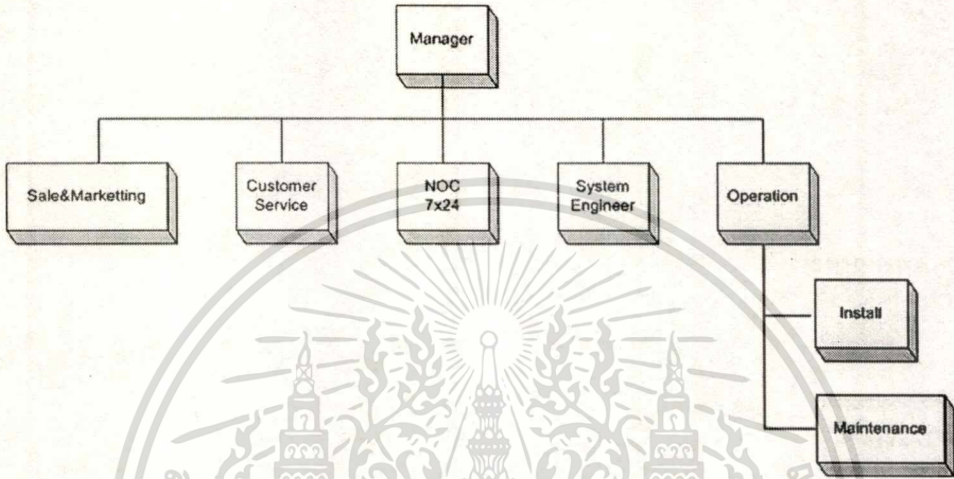 Manager
Sale&Marketting
Customer
Service
NOC
7x24
System
Engineer
Operation
Install
Maintenance